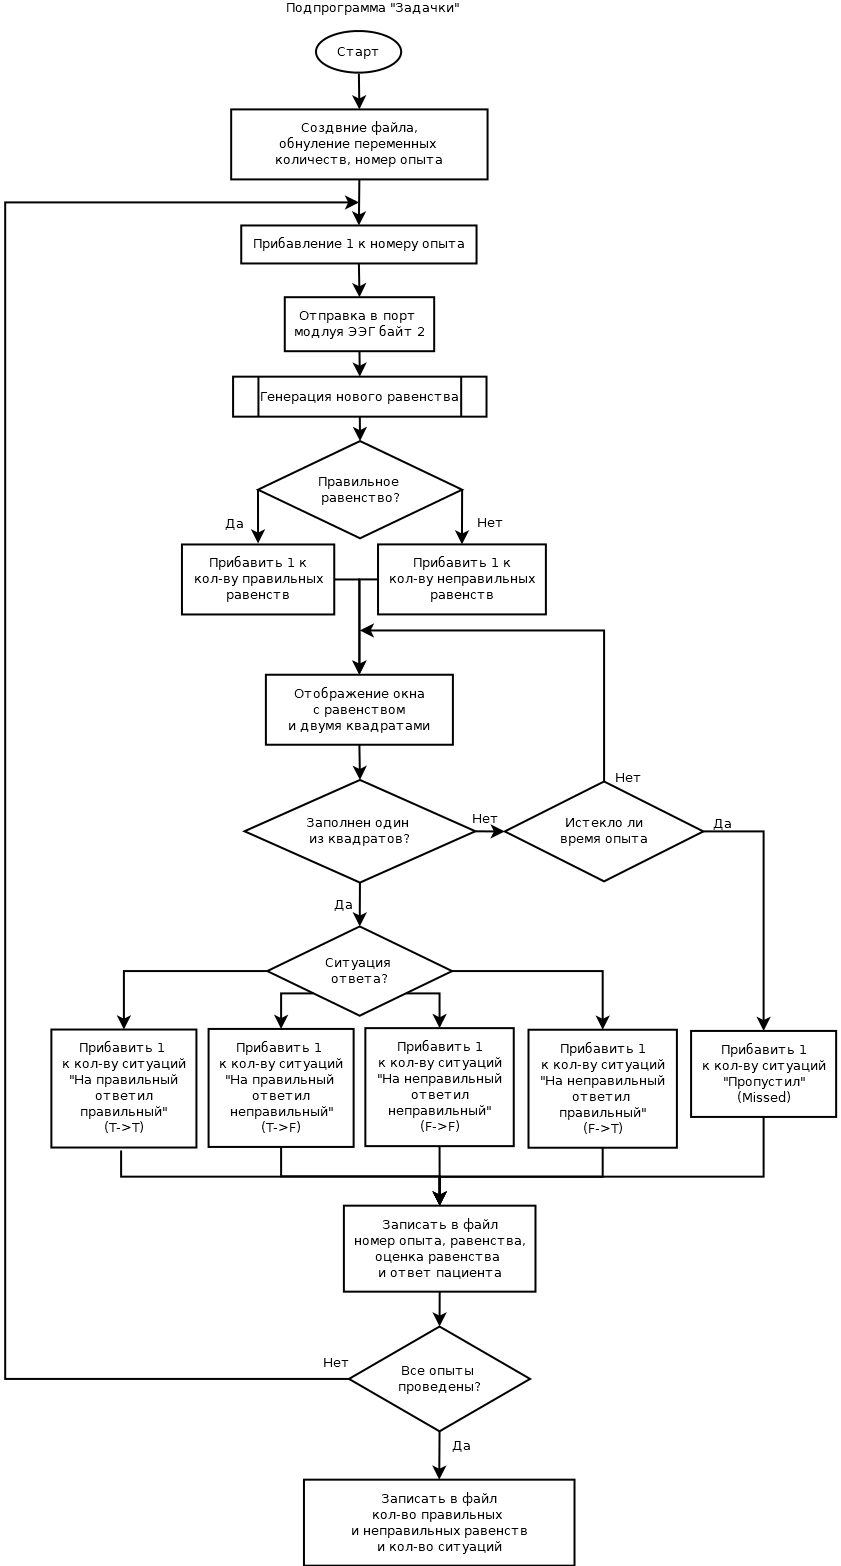 Подпрограмма "Задачки"
Старт
Создвние файла,
обнуление переменных
количеств, номер опыта
Прибавление 1 к номеру опыта
Отправка в порт
модлуя ЭЭГ байт 2
Генерация нового равенства
Правильное
равенство?
Да
Нет
Прибавить 1 к
кол-ву правильных
равенств
Прибавить 1 к
кол-ву неправильных
равенств
Отображение окна
с равенством
и двумя квадратами
Заполнен один
из квадратов?
Нет
Истекло ли
время опыта
Нет
Да
Да
Ситуация
ответа?
Прибавить 1
к кол-ву ситуаций
"На правильный
ответил
правильный"
(T->T)
Прибавить 1
к кол-ву ситуаций
"На правильный
ответил
неправильный"
(T->F)
Прибавить 1
к кол-ву ситуаций
"На неправильный
ответил
неправильный"
(F->F)
Прибавить 1
к кол-ву ситуаций
"На неправильный
ответил
правильный"
(F->T)
Прибавить 1
к кол-ву ситуаций
"Пропустил"
(Missed)
Записать в файл
номер опыта, равенства,
оценка равенства
и ответ пациента
Все опыты
проведены?
Нет
Да
Записать в файл
кол-во правильных
и неправильных равенств
и кол-во ситуаций